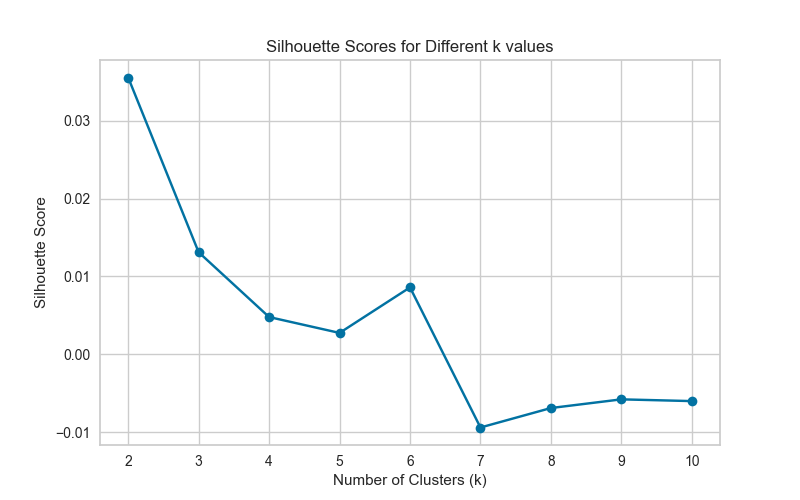 Silhouette Scores for Different k values
Silhouette Score
0.03
0.02
0.01
0.00
−0.01
2 3 4 5 6 7 8 9 10
Number of Clusters (k)